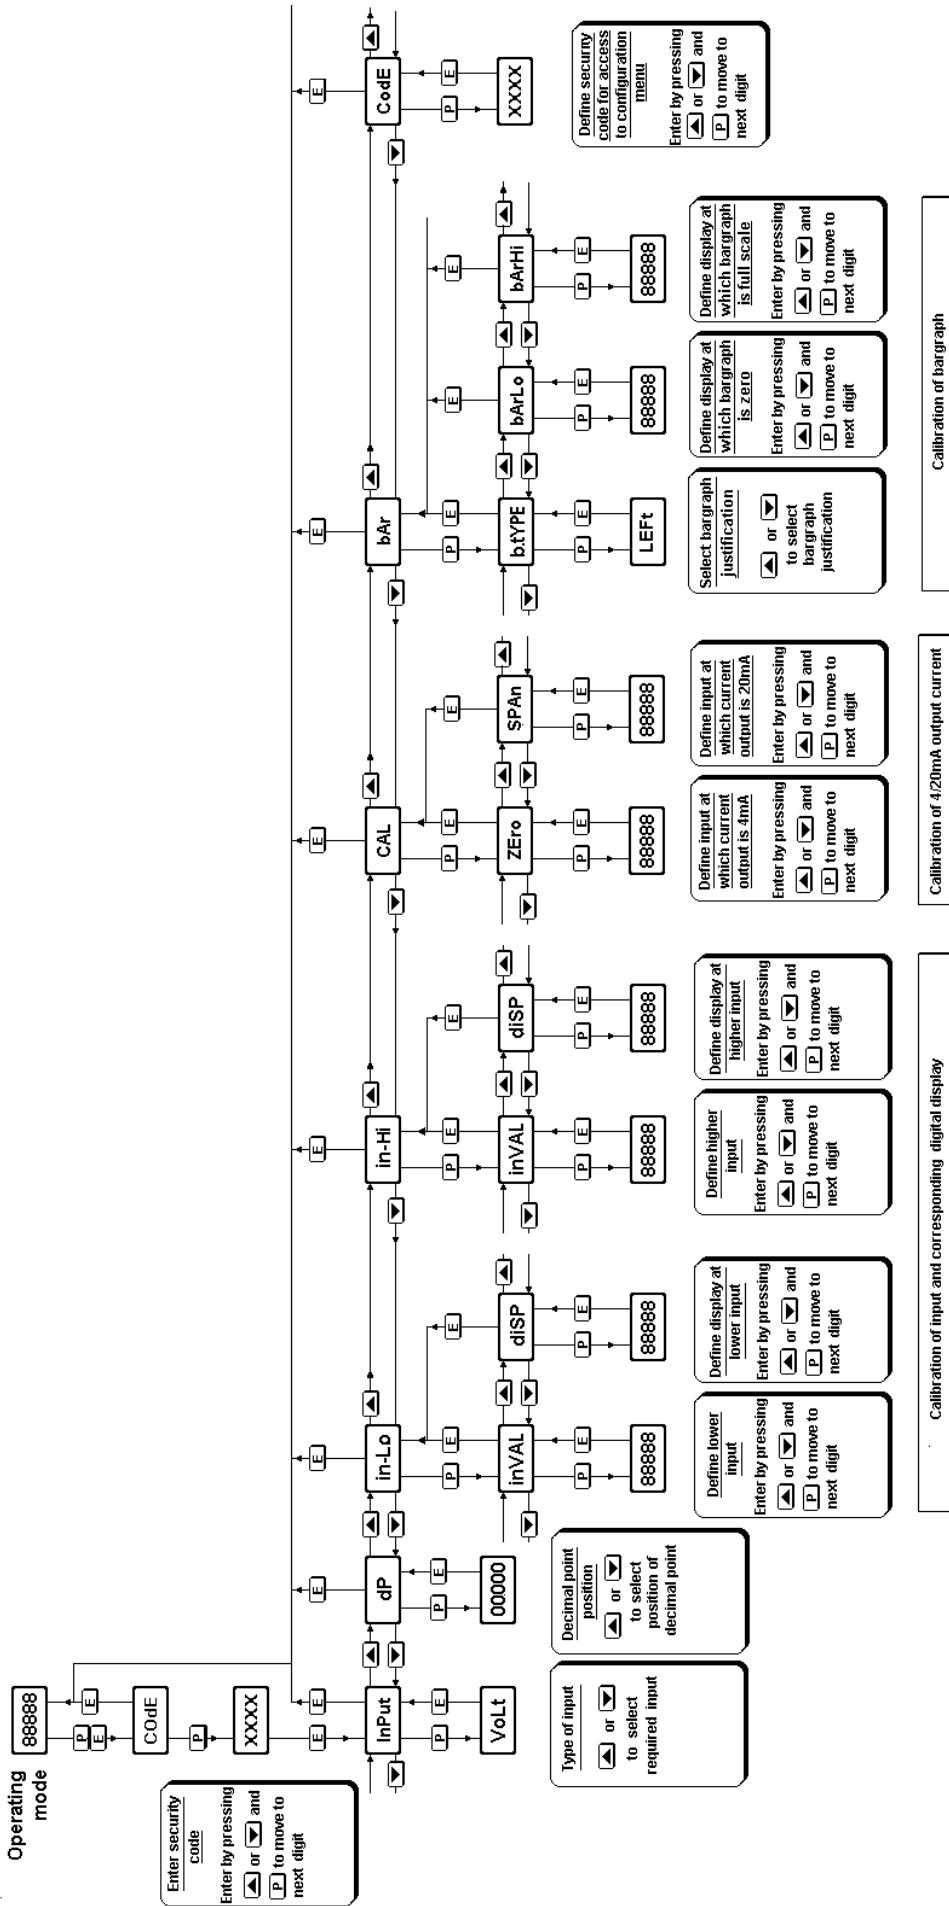 Operating
mode
88888
P
E
E
COdE
P
XXXX
E
Enter security
code
Enter by pressing
▲ or ▼ and
P to move to
next digit
E
E
E
E
E
E
E
InPut
dP
in-Lo
in-Hi
CAL
bAr
CodE
P E
P E
P E E
P E E
P E E
P E E E
P E
VoLt
00000
inVAL
diSP
inVAL
diSP
ZEro
SPAn
b.tYPE
bArLo
bArHi
XXXX
P E
P E
P E
P E
P E
P E
P E
P E
P E
88888
88888
88888
88888
88888
88888
LEFt
88888
88888
Type of input
▲ or ▼
to select
required input
Decimal point
position
▲ or ▼
to select
position of
decimal point
Define lower
input
Enter by pressing
▲ or ▼ and
P to move to
next digit
Define display at
lower input
Enter by pressing
▲ or ▼ and
P to move to
next digit
Define higher
input
Enter by pressing
▲ or ▼ and
P to move to
next digit
Define display at
higher input
Enter by pressing
▲ or ▼ and
P to move to
next digit
Define input at
which current
output is 4mA
Enter by pressing
▲ or ▼ and
P to move to
next digit
Define input at
which current
output is 20mA
Enter by pressing
▲ or ▼ and
P to move to
next digit
Select bargraph
justification
▲ or ▼
to select
bargraph
justification
Define display at
which bargraph
is zero
Enter by pressing
▲ or ▼ and
P to move to
next digit
Define display at
which bargraph
is full scale
Enter by pressing
▲ or ▼ and
P to move to
next digit
Define security
code for access
to configuration
menu
Enter by pressing
▲ or ▼ and
P to move to
next digit
Calibration of input and corresponding digital display
Calibration of 4/20mA output current
Calibration of bargraph